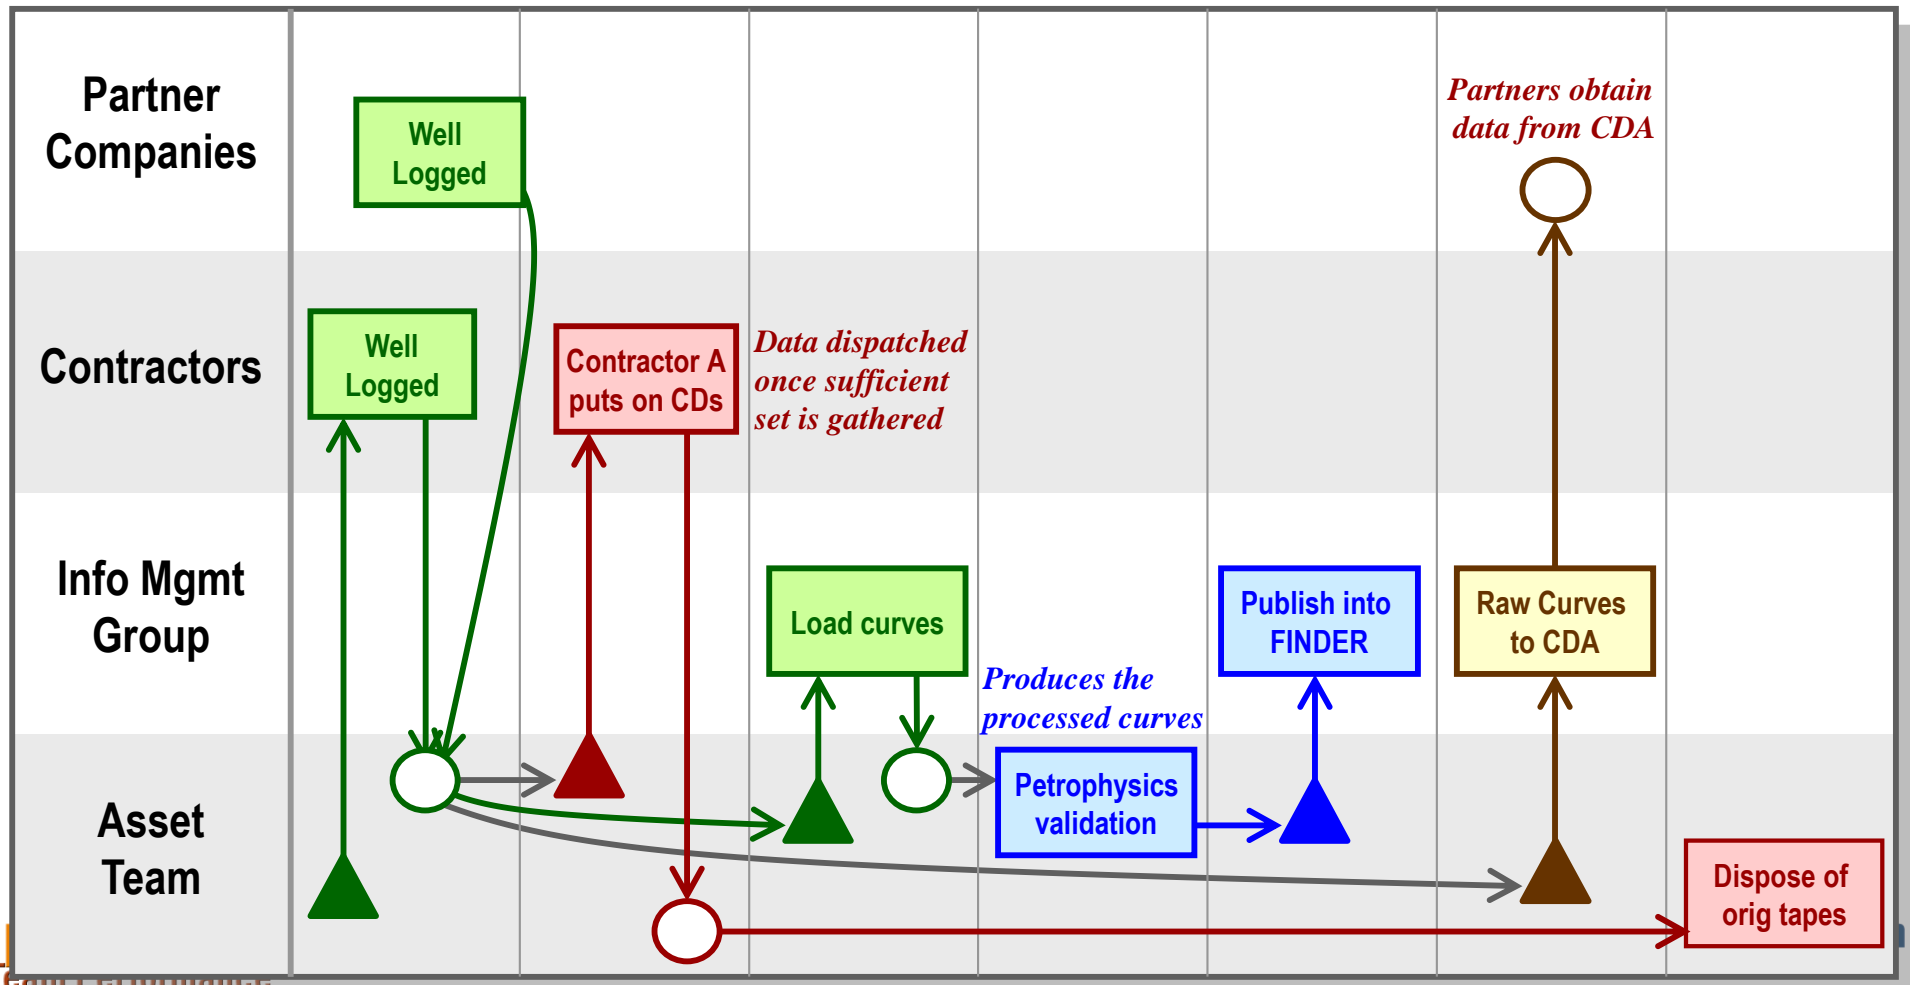 Partner
Companies
Well
Logged
Partners obtain
data from CDA
Contractors
Well
Logged
Contractor A
puts on CDs
Data dispatched
once sufficient
set is gathered
Info Mgmt
Group
Load curves
Publish into
FINDER
Raw Curves
to CDA
Produces the
processed curves
Asset
Team
Petrophysics
validation
Dispose of
orig tapes